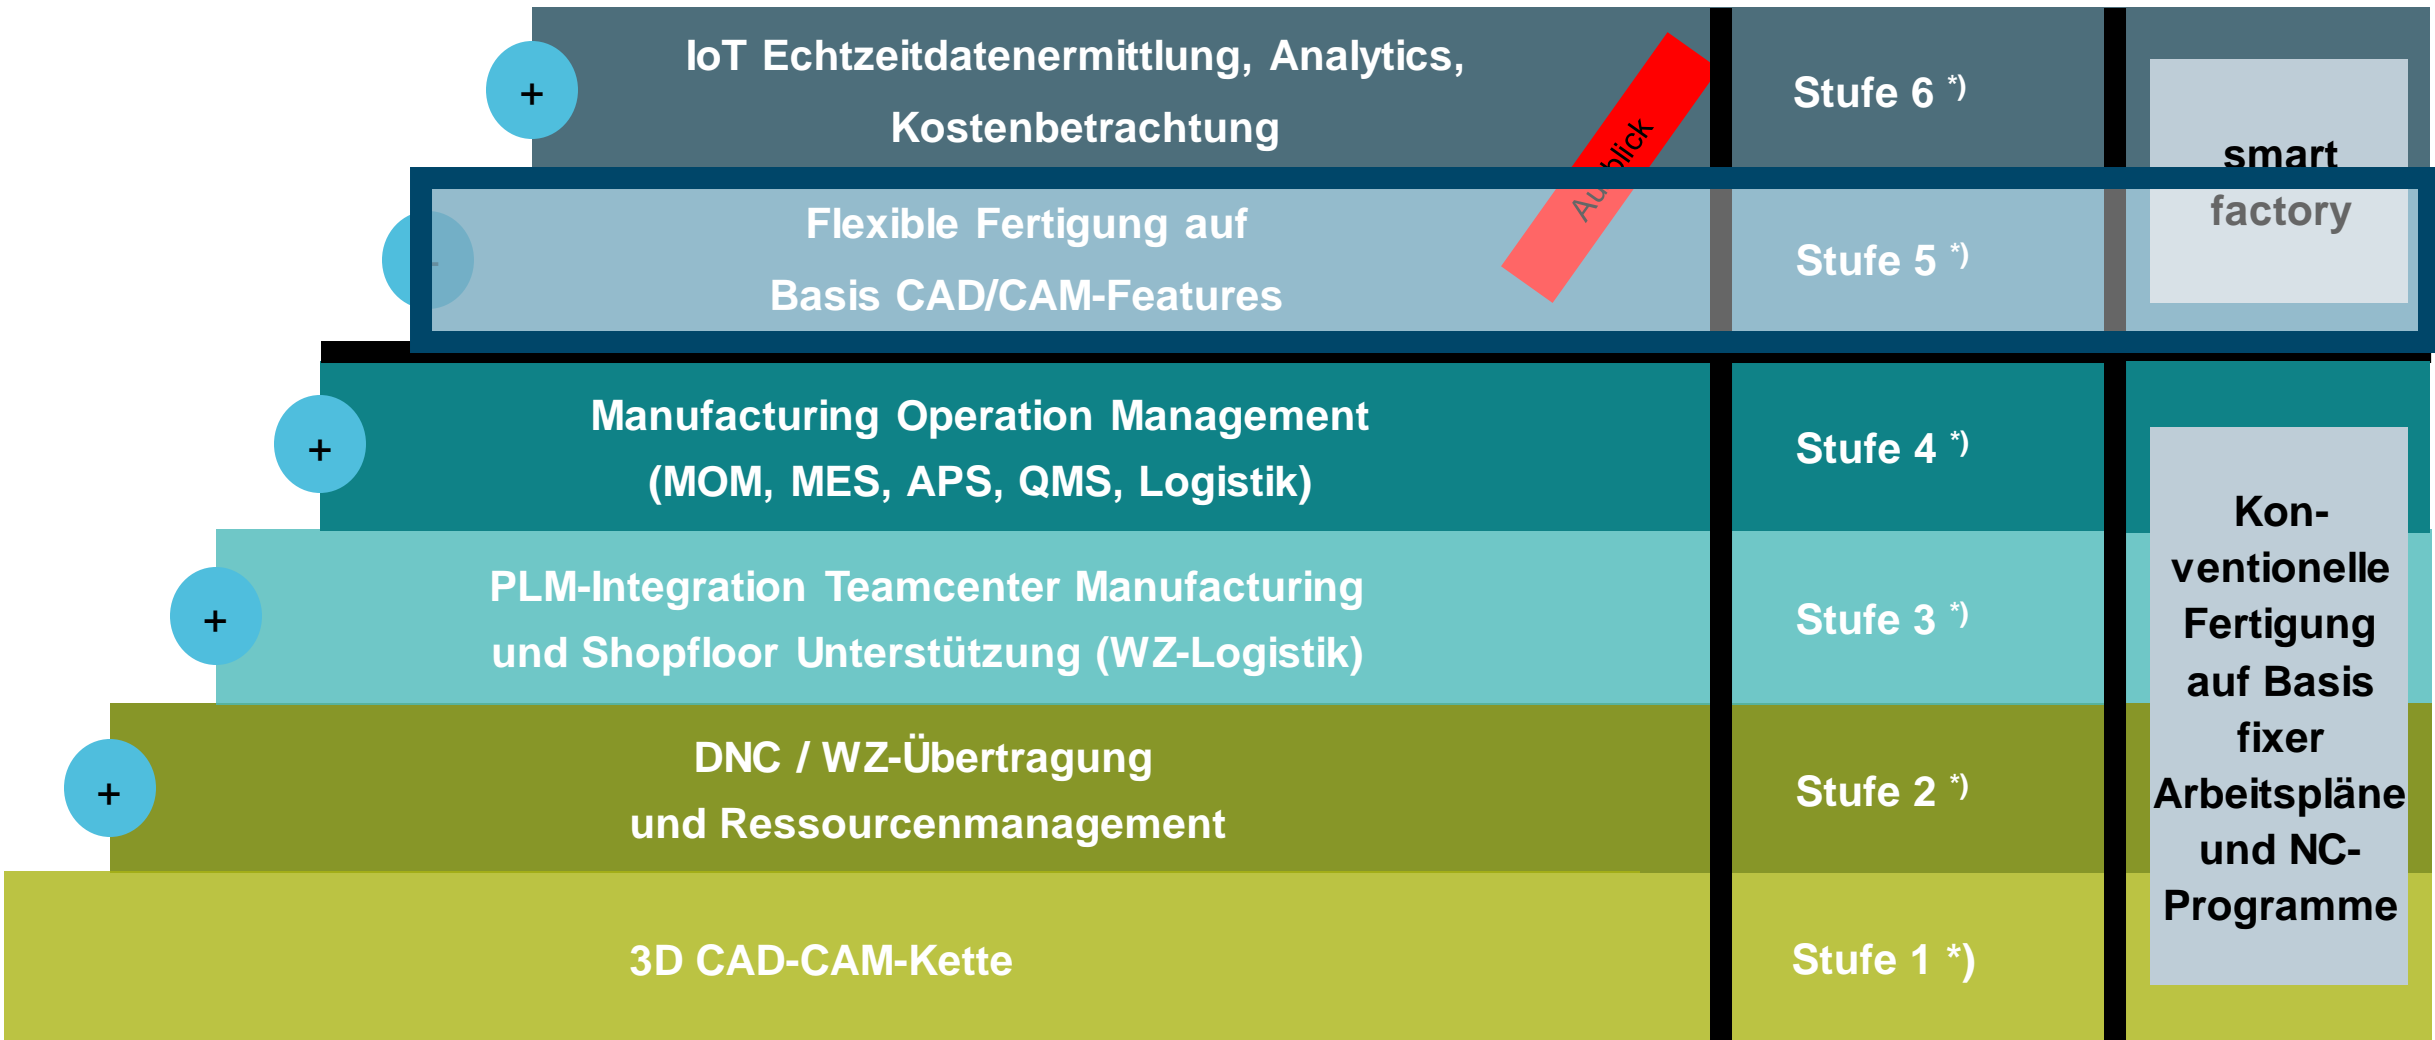 +
IoT Echtzeitdatenermittlung, Analytics,
Kostenbetrachtung
Stufe 6 *)
smart
factory
Flexible Fertigung auf
Basis CAD/CAM-Features
Stufe 5 *)
+
Manufacturing Operation Management
(MOM, MES, APS, QMS, Logistik)
Stufe 4 *)
+
PLM-Integration Teamcenter Manufacturing
und Shopfloor Unterstützung (WZ-Logistik)
Stufe 3 *)
+
DNC / WZ-Übertragung
und Ressourcenmanagement
Stufe 2 *)
3D CAD-CAM-Kette
Stufe 1 *)
Kon-
ventionelle
Fertigung
auf Basis
fixer
Arbeitspläne
und NC-
Programme